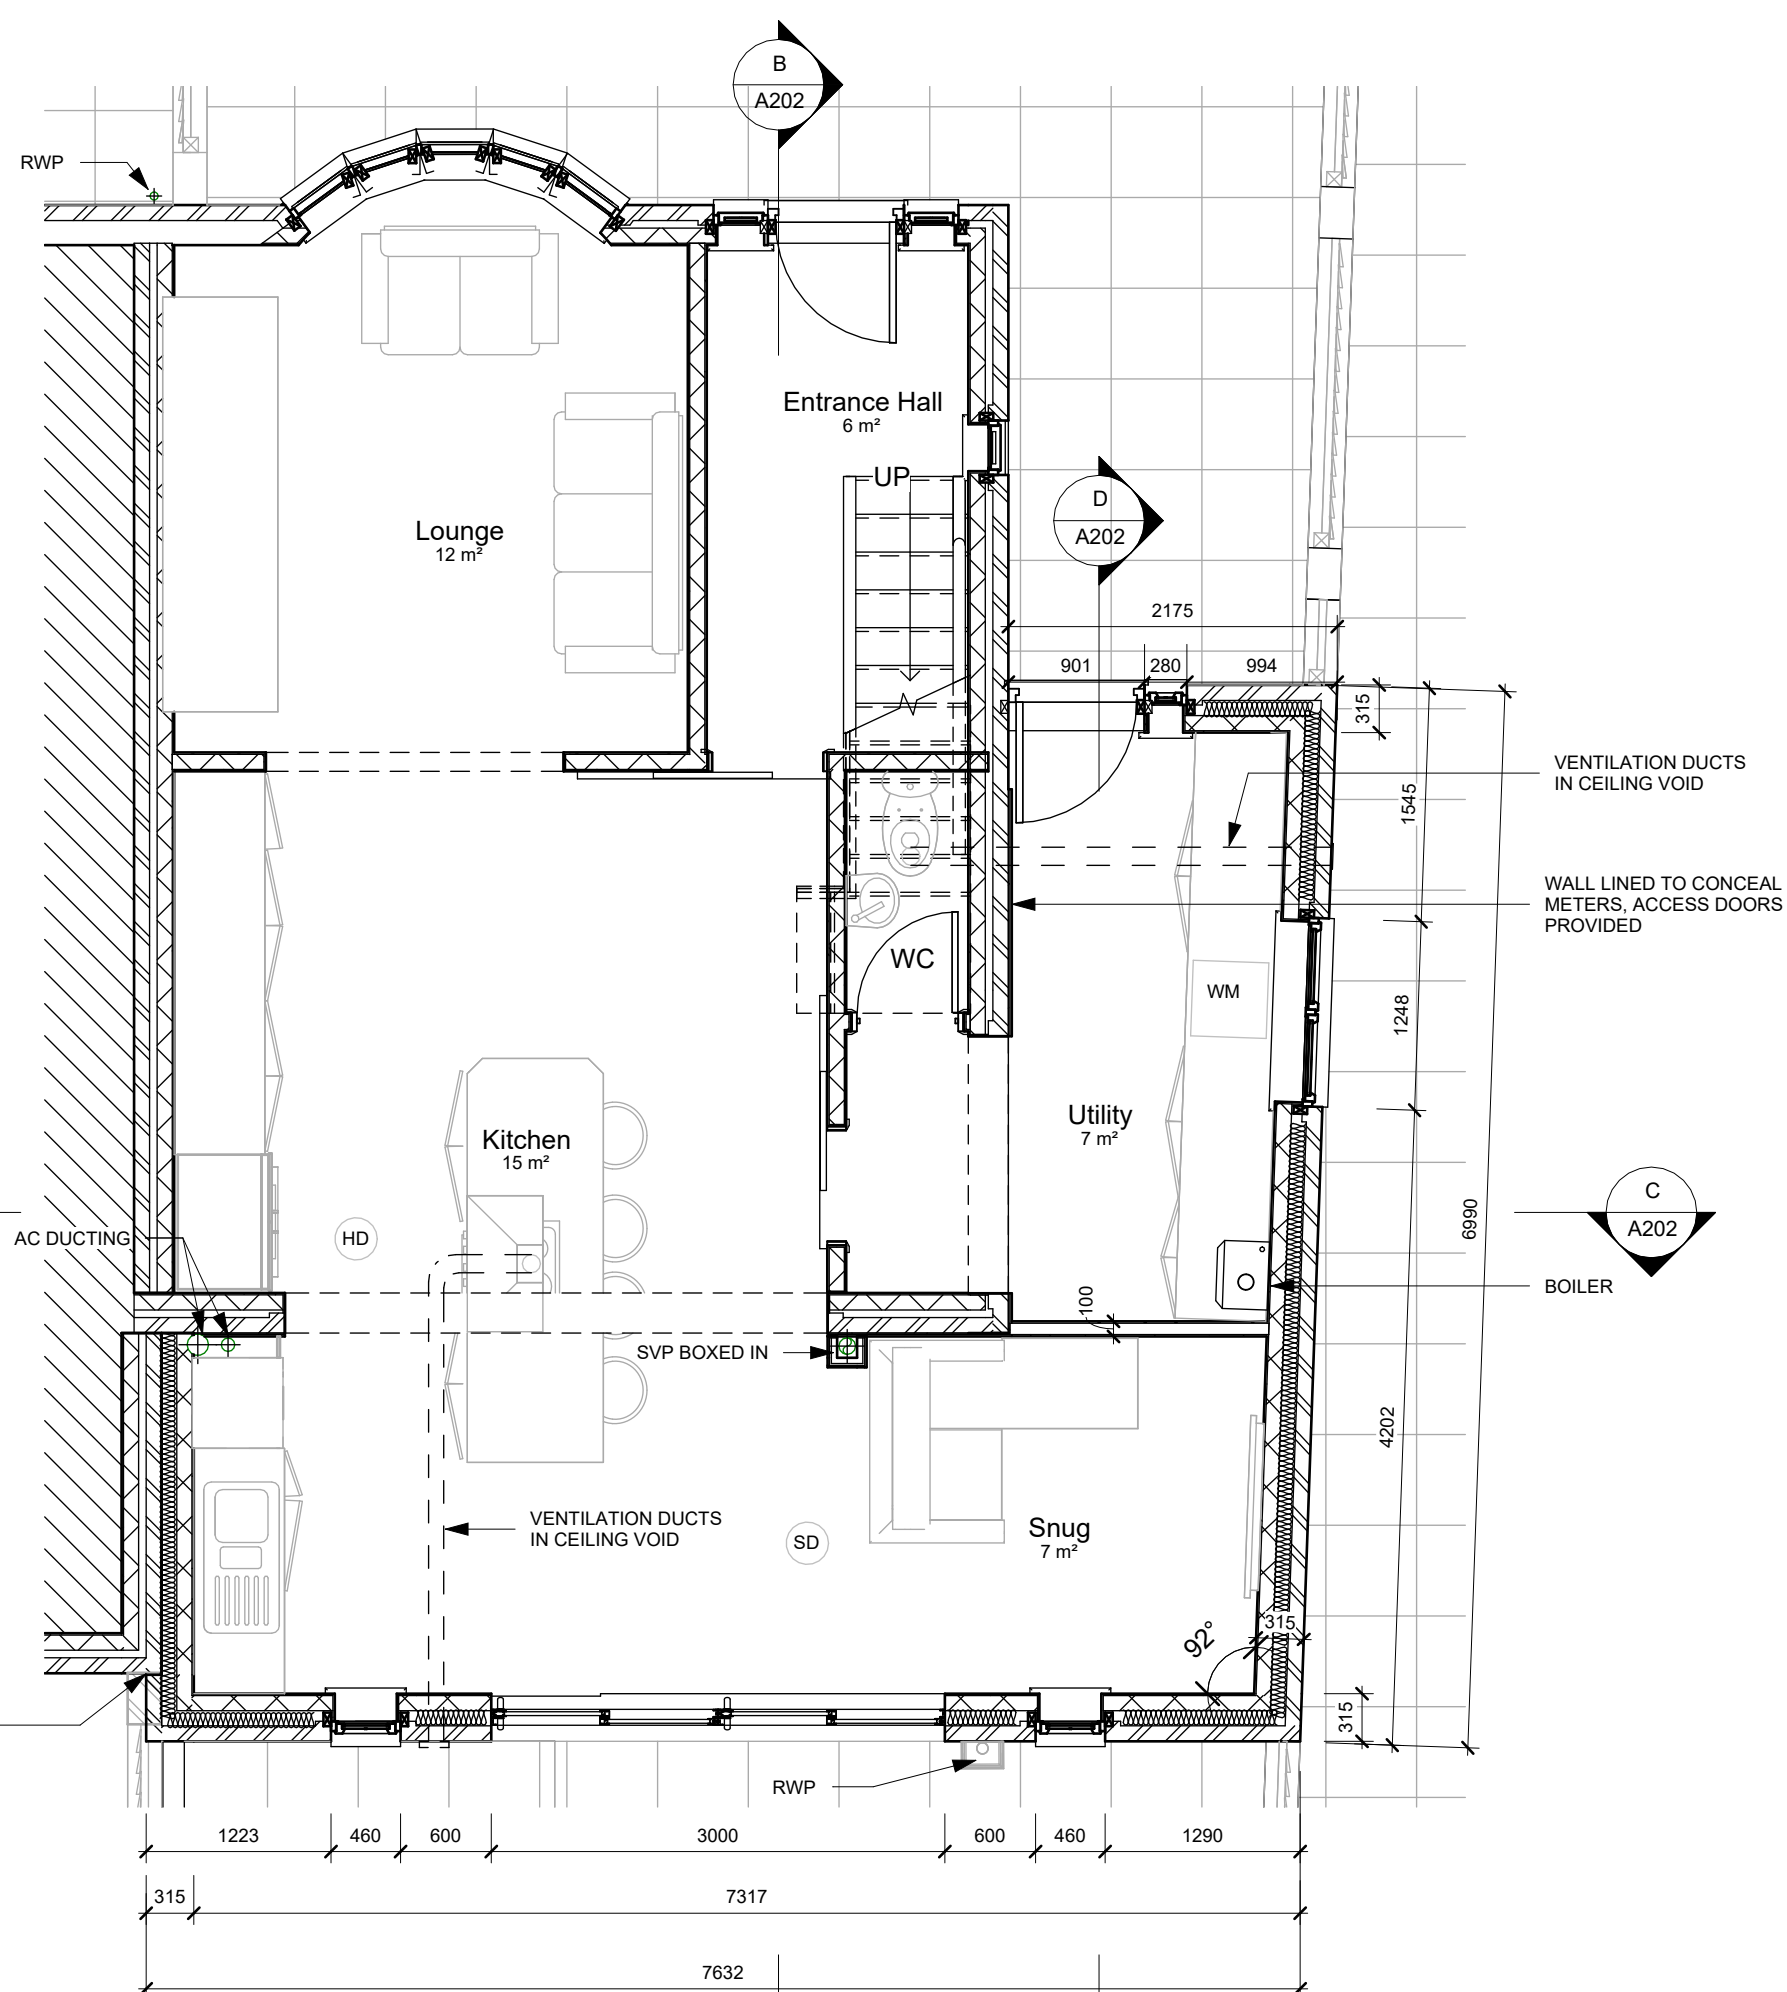 B
A202
RWP
Entrance Hall
6 m²
UP
D
A202
Lounge
12 m²
2175
901
280
994
315
VENTILATION DUCTS
IN CEILING VOID
1545
WALL LINED TO CONCEAL
METERS, ACCESS DOORS
PROVIDED
WC
WM
1248
Utility
7 m²
Kitchen
15 m²
C
A202
6990
AC DUCTING
HD
BOILER
100
SVP BOXED IN
4202
VENTILATION DUCTS
IN CEILING VOID
SD
Snug
7 m²
92°
315
315
RWP
1223
460
600
3000
600
460
1290
315
7317
7632